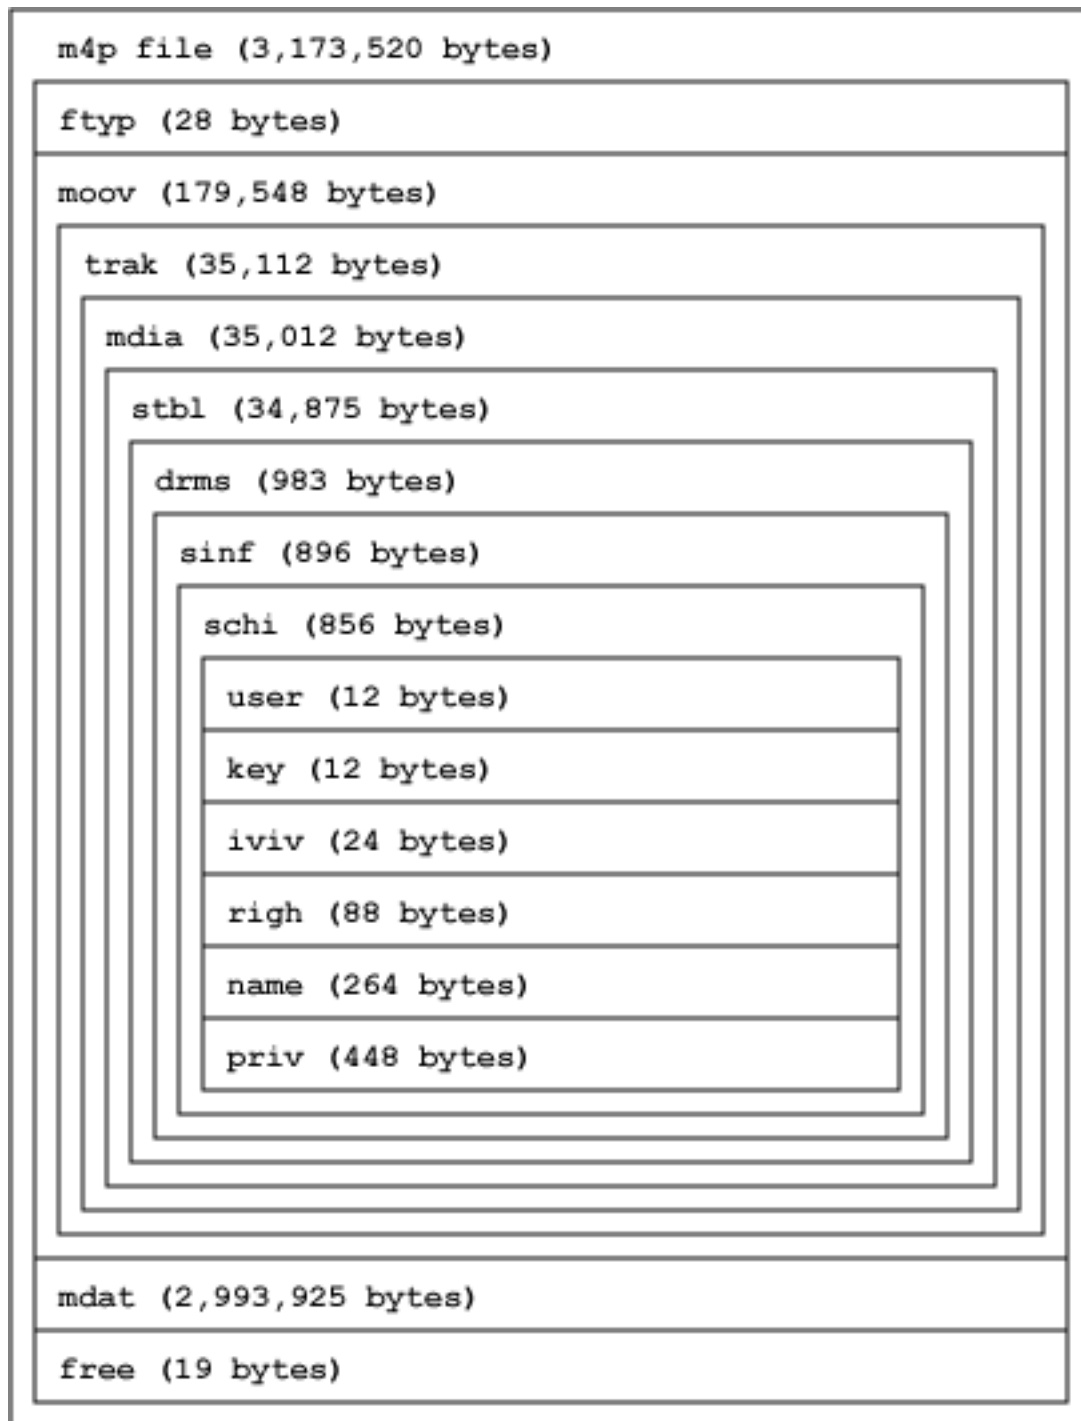 m4p file (3,173,520 bytes)
ftyp (28 bytes)
moov (179,548 bytes)
trak (35,112 bytes)
mdia (35,012 bytes)
stbl (34,875 bytes)
drms (983 bytes)
sinf (896 bytes)
schi (856 bytes)
user (12 bytes)
key (12 bytes)
iviv (24 bytes)
righ (88 bytes)
name (264 bytes)
priv (448 bytes)
mdat (2,993,925 bytes)
free (19 bytes)